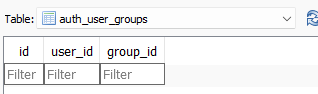 Table: auth_user_groups
id user_id group_id
Filter Filter Filter